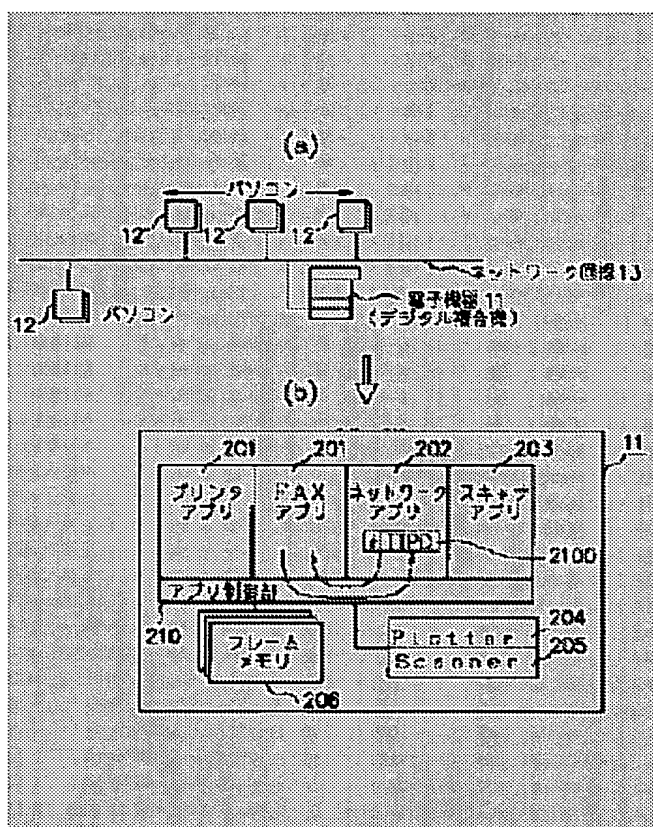 (a)
パソコン
12 12 12
ネットワーク回線13
12 パソコン
電子機器 11
(デジタル複合機)
(b)
201 201 202 203 11
プリンタ FAX ネットワーク スキャナ
アプリ アプリ アプリ アプリ
2100
アプリ制御部
210
フレーム
メモリ
206
Plotter 204
Scanner 205